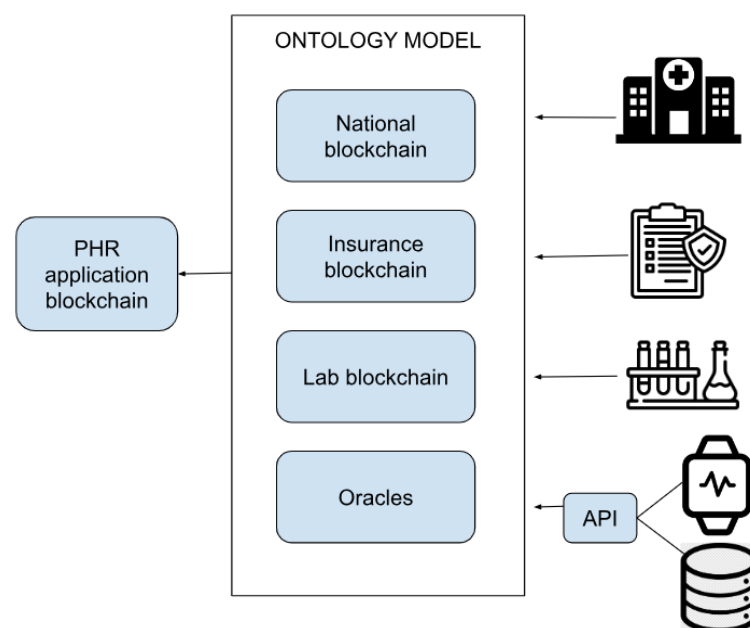 ONTOLOGY MODEL
National
blockchain
PHR
application
blockchain
Insurance
blockchain
Lab blockchain
Oracles
API